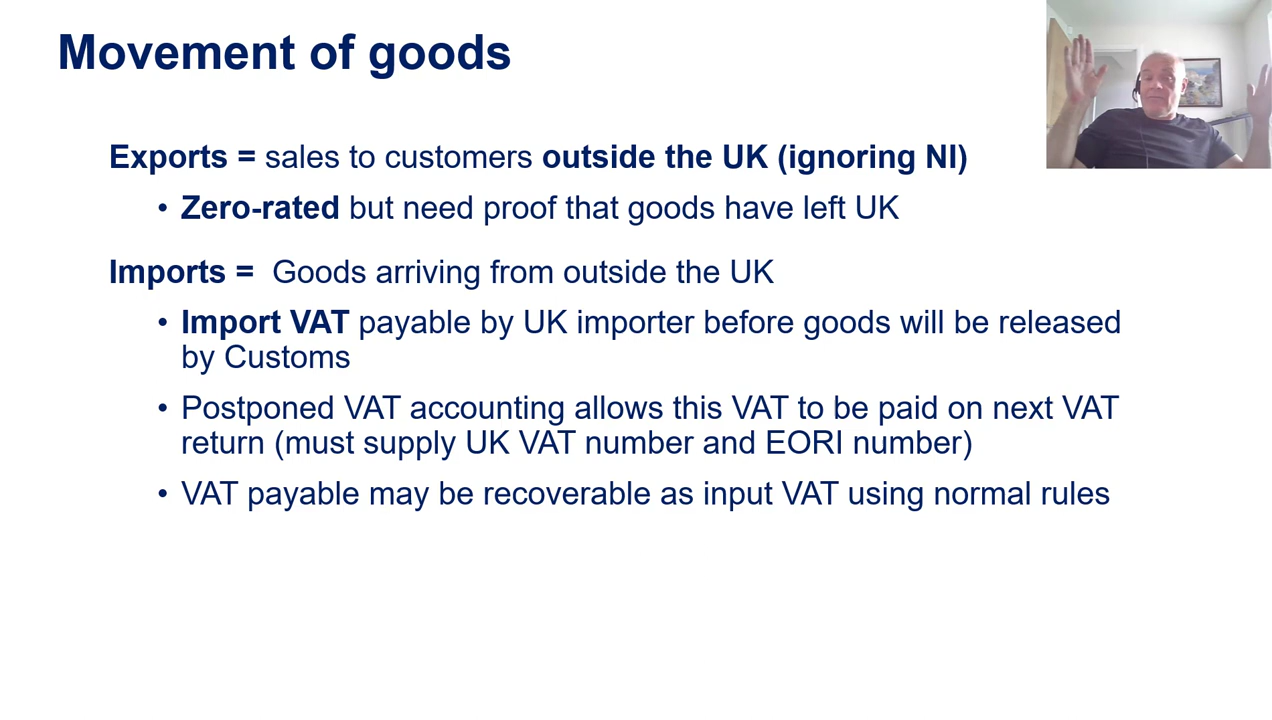 Movement of goods
Exports = sales to customers outside the UK (ignoring NI)
• Zero-rated but need proof that goods have left UK
Imports = Goods arriving from outside the UK
• Import VAT payable by UK importer before goods will be released
by Customs
• Postponed VAT accounting allows this VAT to be paid on next VAT
return (must supply UK VAT number and EORI number)
• VAT payable may be recoverable as input VAT using normal rules